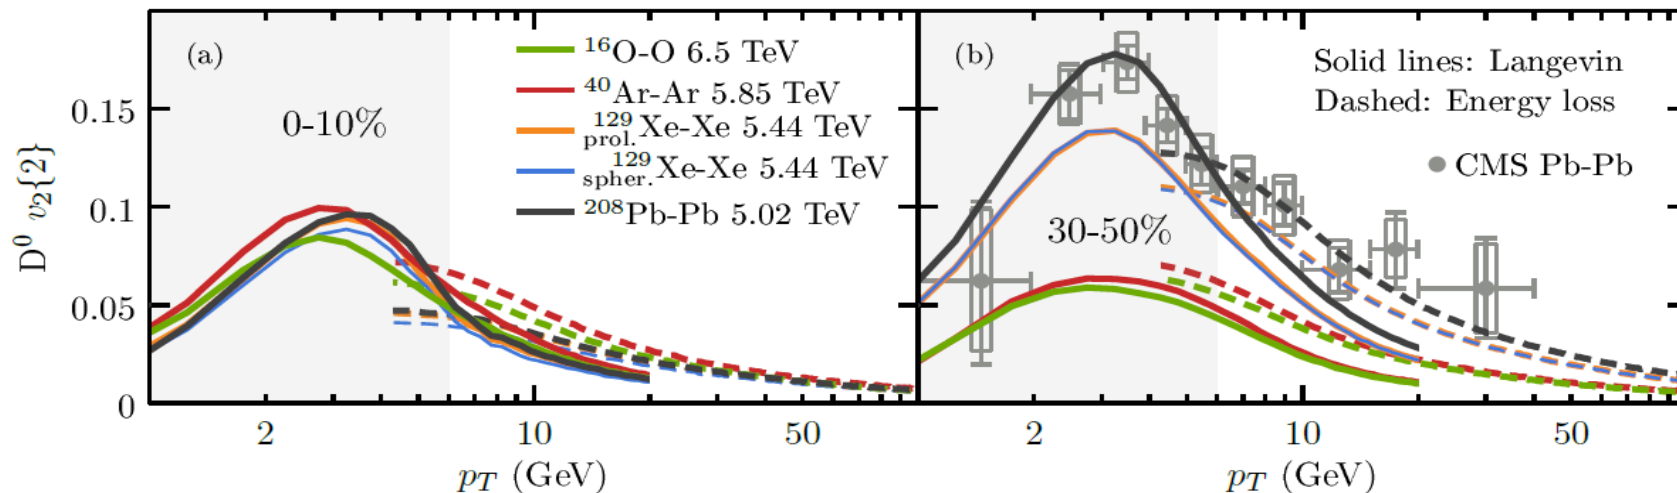 (a)
0-10%
¹⁶O-O 6.5 TeV
⁴⁰Ar-Ar 5.85 TeV
¹²⁹prol.Xe-Xe 5.44 TeV
¹²⁹spher.Xe-Xe 5.44 TeV
²⁰⁸Pb-Pb 5.02 TeV
(b)
Solid lines: Langevin
Dashed: Energy loss
CMS Pb-Pb
30-50%
D⁰ v₂{2}
0.15
0.1
0.05
0
2 10 50
2 10 50
p_T (GeV)
p_T (GeV)